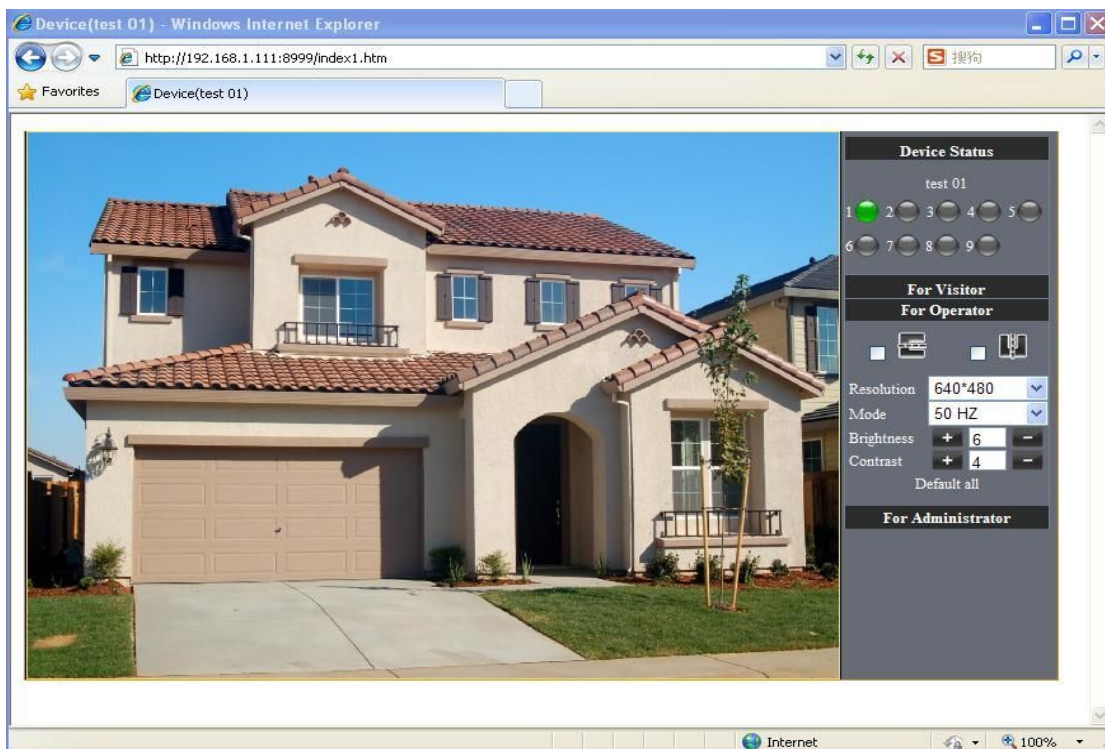 Device(test 01) - Windows Internet Explorer
http://192.168.1.111:8999/index1.htm
搜狗
Favorites
Device(test 01)
Device Status
test 01
1 2 3 4 5
6 7 8 9
For Visitor
For Operator
Resolution 640*480
Mode 50 HZ
Brightness + 6 -
Contrast + 4 -
Default all
For Administrator
Internet
100%